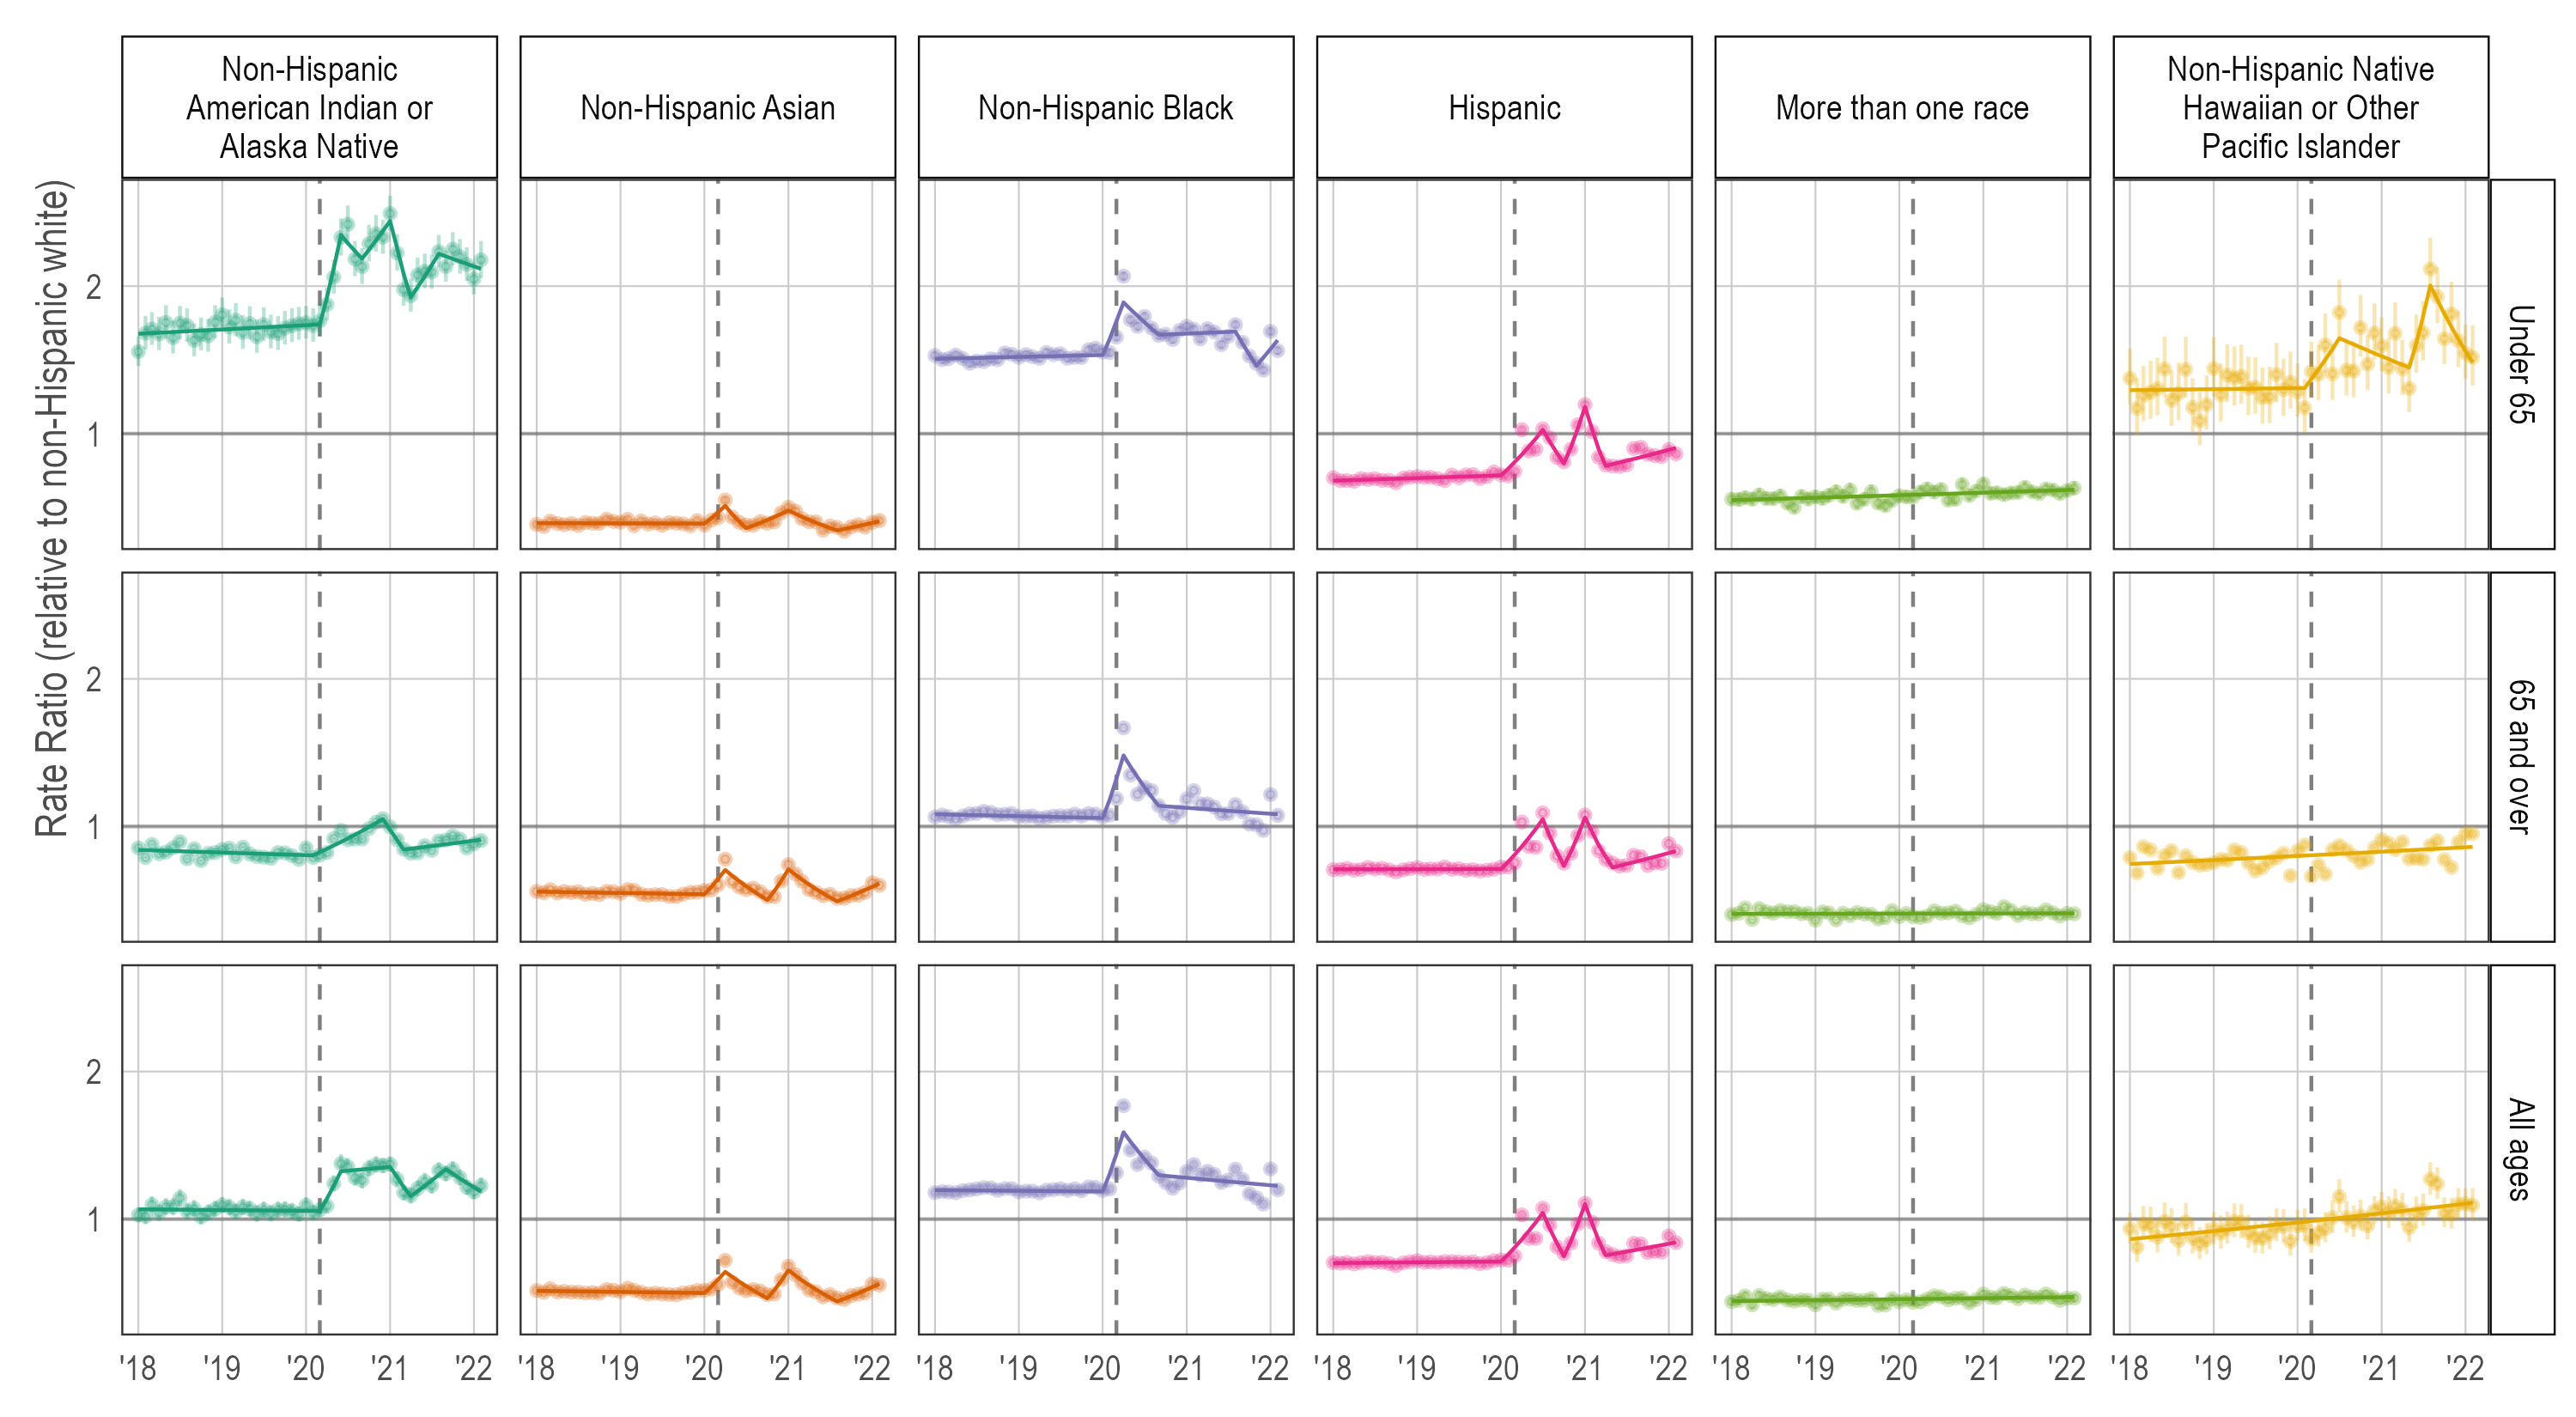 Non-Hispanic
American Indian or
Alaska Native
Non-Hispanic Asian
Non-Hispanic Black
Hispanic
More than one race
Non-Hispanic Native
Hawaiian or Other
Pacific Islander
Rate Ratio (relative to non-Hispanic white)
2
1
Under 65
2
1
65 and over
2
1
All ages
'18 '19 '20 '21 '22
'18 '19 '20 '21 '22
'18 '19 '20 '21 '22
'18 '19 '20 '21 '22
'18 '19 '20 '21 '22
'18 '19 '20 '21 '22